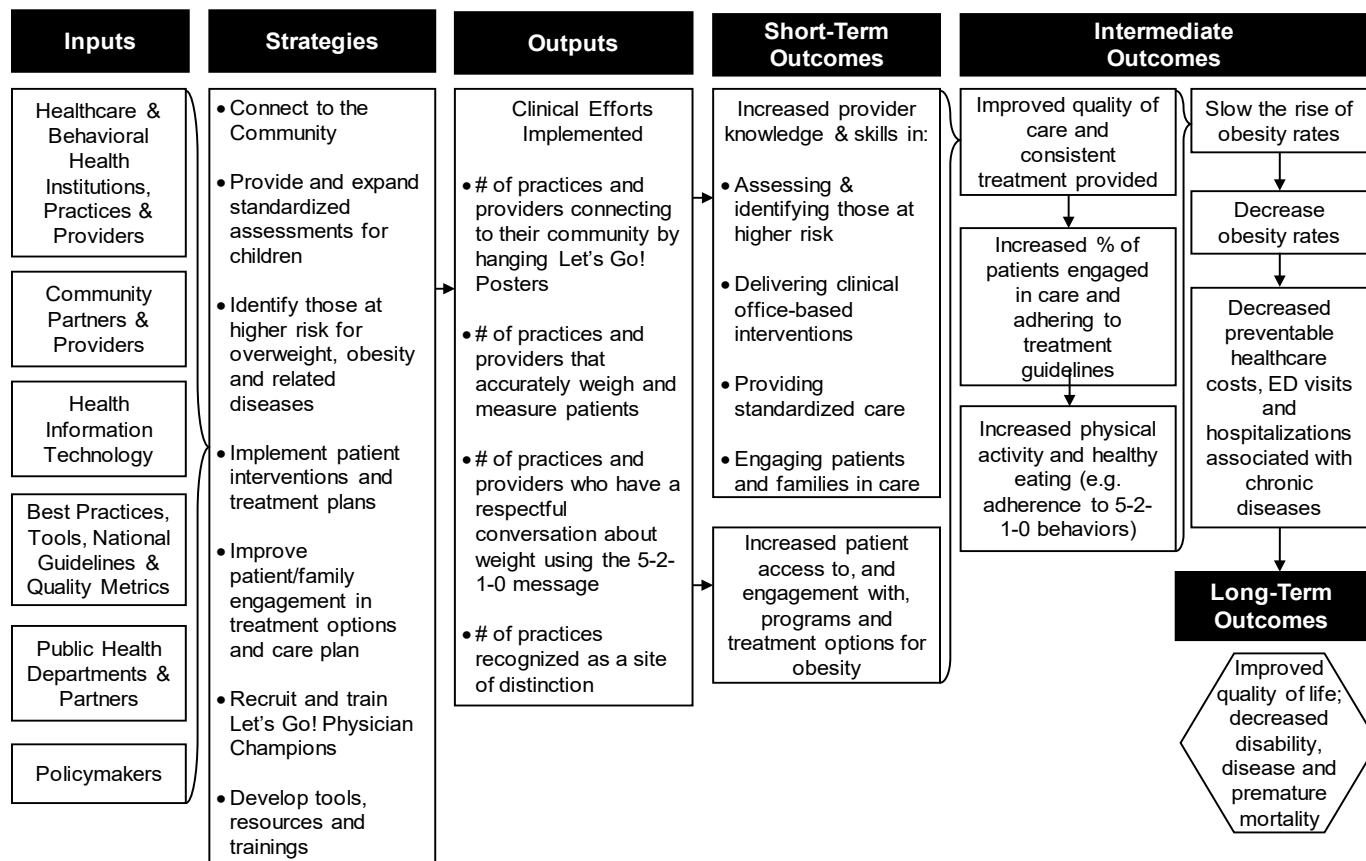 Inputs
Healthcare &
Behavioral
Health
Institutions,
Practices &
Providers
Community
Partners &
Providers
Health
Information
Technology
Best Practices,
Tools, National
Guidelines &
Quality Metrics
Public Health
Departments &
Partners
Policymakers
Strategies
• Connect to the
Community
• Provide and expand
standardized
assessments for
children
• Identify those at
higher risk for
overweight, obesity
and related
diseases
• Implement patient
interventions and
treatment plans
• Improve
patient/family
engagement in
treatment options
and care plan
• Recruit and train
Let's Go! Physician
Champions
• Develop tools,
resources and
trainings
Outputs
Clinical Efforts
Implemented
• # of practices and
providers connecting
to their community by
hanging Let's Go!
Posters
• # of practices and
providers that
accurately weigh and
measure patients
• # of practices and
providers who have a
respectful
conversation about
weight using the 5-2-
1-0 message
• # of practices
recognized as a site
of distinction
Short-Term
Outcomes
Increased provider
knowledge & skills in:
• Assessing &
identifying those at
higher risk
• Delivering clinical
office-based
interventions
• Providing
standardized care
• Engaging patients
and families in care
Increased patient
access to, and
engagement with,
programs and
treatment options for
obesity
Intermediate
Outcomes
Improved quality of
care and
consistent
treatment provided
Increased % of
patients engaged
in care and
adhering to
treatment
guidelines
Increased physical
activity and healthy
eating (e.g.
adherence to 5-2-
1-0 behaviors)
Slow the rise of
obesity rates
Decrease
obesity rates
Decreased
preventable
healthcare
costs, ED visits
and
hospitalizations
associated with
chronic
diseases
Long-Term
Outcomes
Improved
quality of life;
decreased
disability,
disease and
premature
mortality